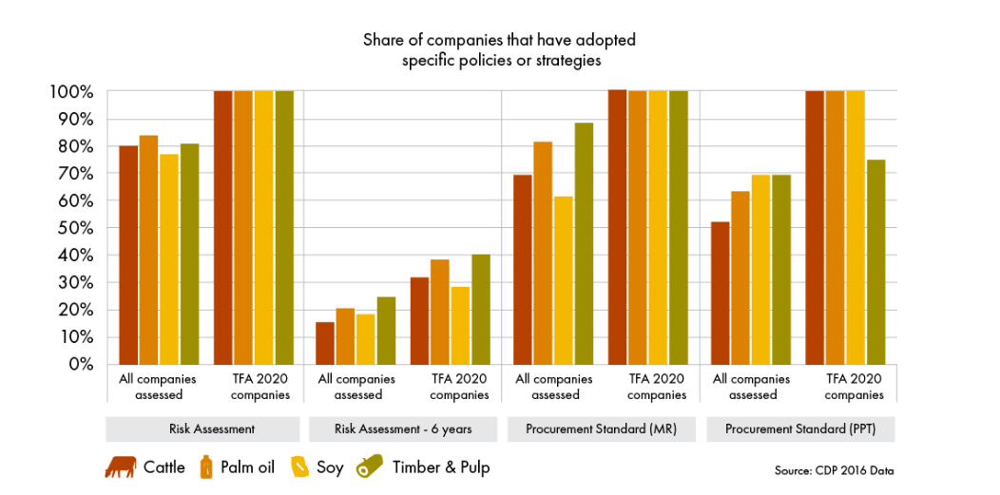 Share of companies that have adopted
specific policies or strategies
100%
90%
80%
70%
60%
50%
40%
30%
20%
10%
0%
All companies assessed
TFA 2020 companies
All companies assessed
TFA 2020 companies
All companies assessed
TFA 2020 companies
All companies assessed
TFA 2020 companies
Risk Assessment
Risk Assessment - 6 years
Procurement Standard (MR)
Procurement Standard (PPT)
Cattle
Palm oil
Soy
Timber & Pulp
Source: CDP 2016 Data